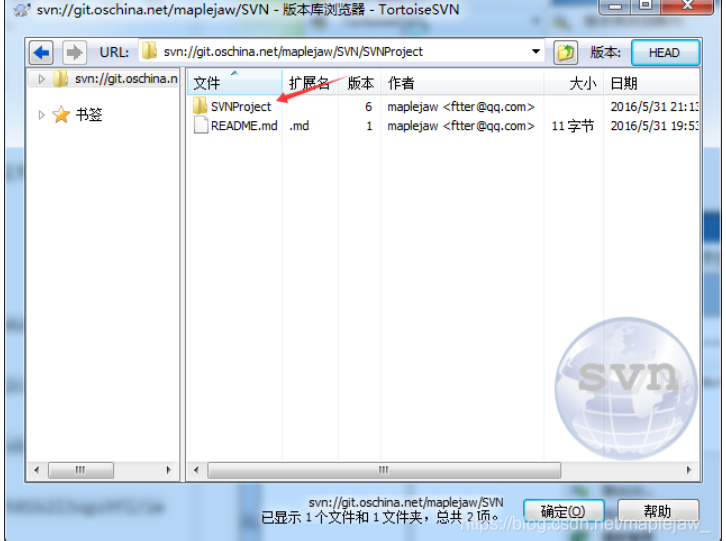 svn://git.oschina.net/maplejaw/SVN - 版本库浏览器 - TortoiseSVN
URL: svn://git.oschina.net/maplejaw/SVN/SVNProject 版本: HEAD
svn://git.oschina.n
书签
文件 扩展名 版本 作者 大小 日期
SVNProject 6 maplejaw <ftter@qq.com> 2016/5/31 21:13
README.md .md 1 maplejaw <ftter@qq.com> 11 字节 2016/5/31 19:53
svn
svn://git.oschina.net/maplejaw/SVN
已显示 1 个文件和 1 文件夹，总共 2 项。
确定(O) 帮助
https://blog.csdn.net/maplejaw_